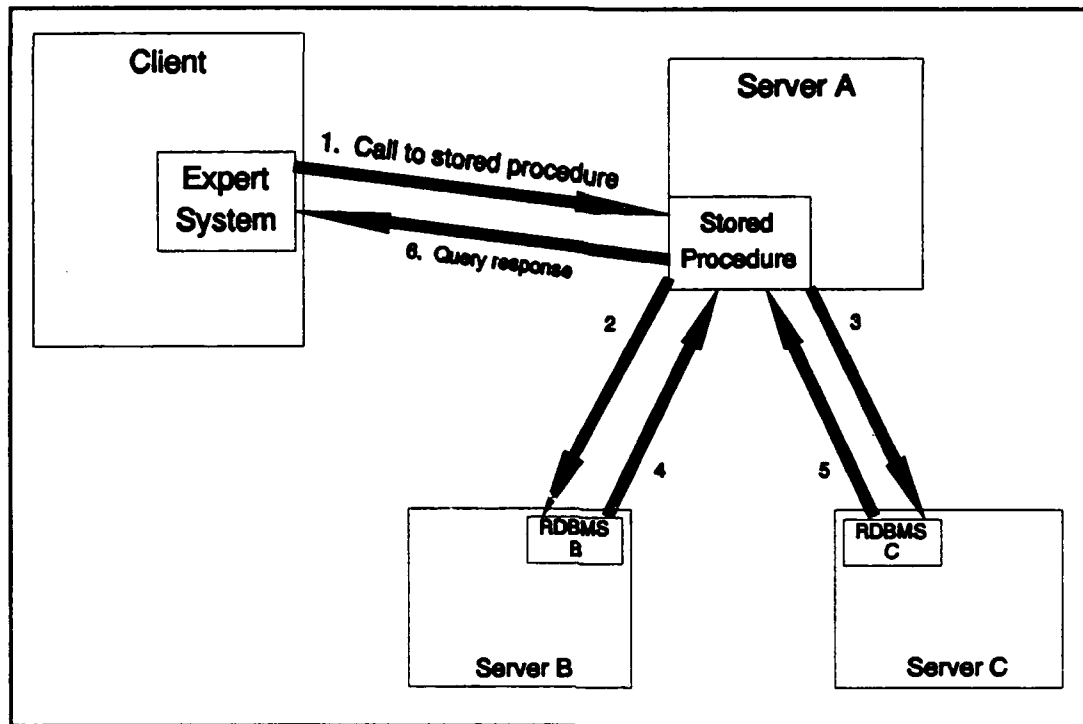 Client
Expert
System
1. Call to stored procedure
6. Query response
Server A
Stored
Procedure
2
3
4
5
RDBMS
B
Server B
RDBMS
C
Server C